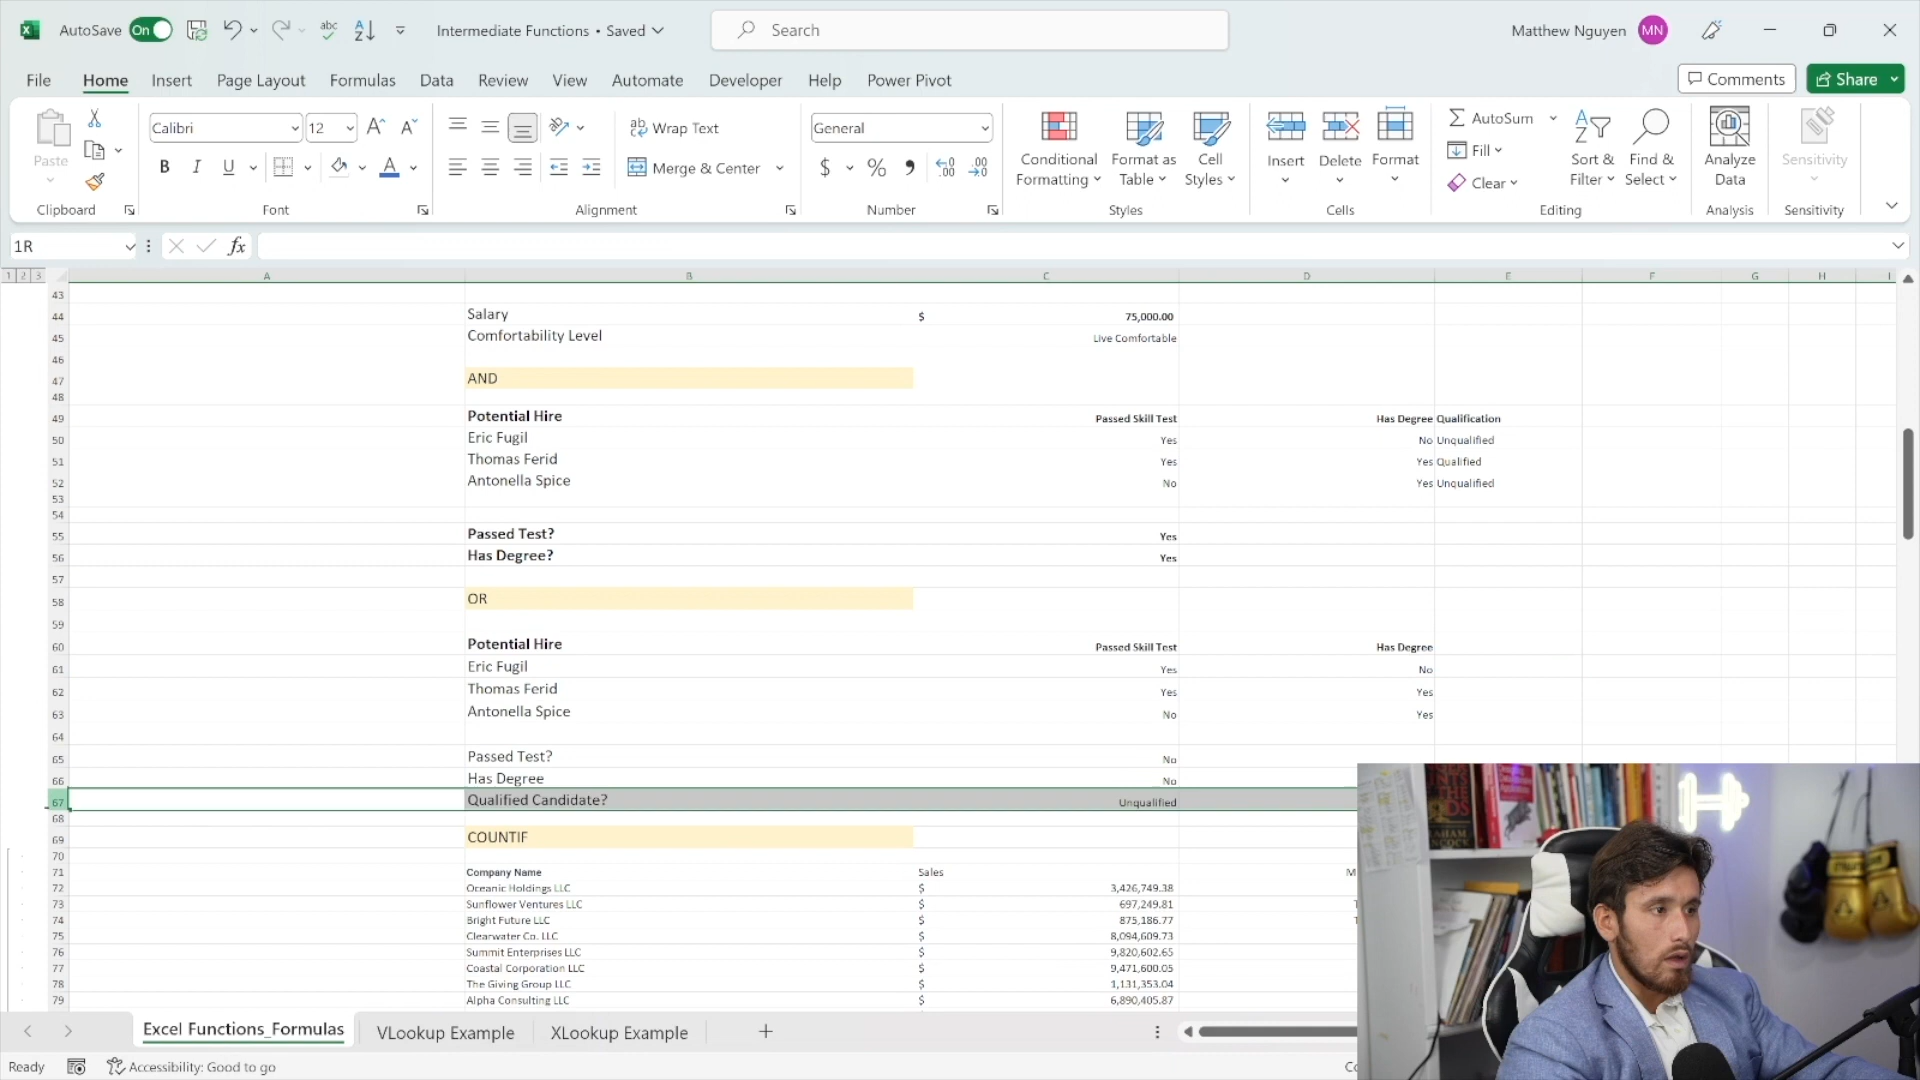 AutoSave On Intermediate Functions • Saved Search Matthew Nguyen MN
File Home Insert Page Layout Formulas Data Review View Automate Developer Help Power Pivot Comments Share
Paste Calibri 12 Wrap Text General Conditional Formatting Format as Table Cell Styles Insert Delete Format AutoSum Sort & Filter Find & Select Analyze Data Sensitivity
B I U Merge & Center $ % Fill Clear
Clipboard Font Alignment Number Styles Cells Editing Analysis Sensitivity
1R fx
1 2 3 A B C D E F G H I
43
44 Salary $ 75,000.00
45 Comfortability Level Live Comfortable
46
47 AND
48
49 Potential Hire Passed Skill Test Has Degree Qualification
50 Eric Fugil Yes No Unqualified
51 Thomas Ferid Yes Yes Qualified
52 Antonella Spice No Yes Unqualified
53
54
55 Passed Test? Yes
56 Has Degree? Yes
57
58 OR
59
60 Potential Hire Passed Skill Test Has Degree
61 Eric Fugil Yes No
62 Thomas Ferid Yes Yes
63 Antonella Spice No Yes
64
65 Passed Test? No
66 Has Degree No
67 Qualified Candidate? Unqualified
68
69 COUNTIF
70
71 Company Name Sales M
72 Oceanic Holdings LLC $ 3,426,749.38
73 Sunflower Ventures LLC $ 697,249.81
74 Bright Future LLC $ 875,186.77
75 Clearwater Co. LLC $ 8,094,609.73
76 Summit Enterprises LLC $ 9,820,602.65
77 Coastal Corporation LLC $ 9,471,600.05
78 The Giving Group LLC $ 1,131,353.04
79 Alpha Consulting LLC $ 6,890,405.87
Excel Functions_Formulas VLookup Example XLookup Example
Ready Accessibility: Good to go